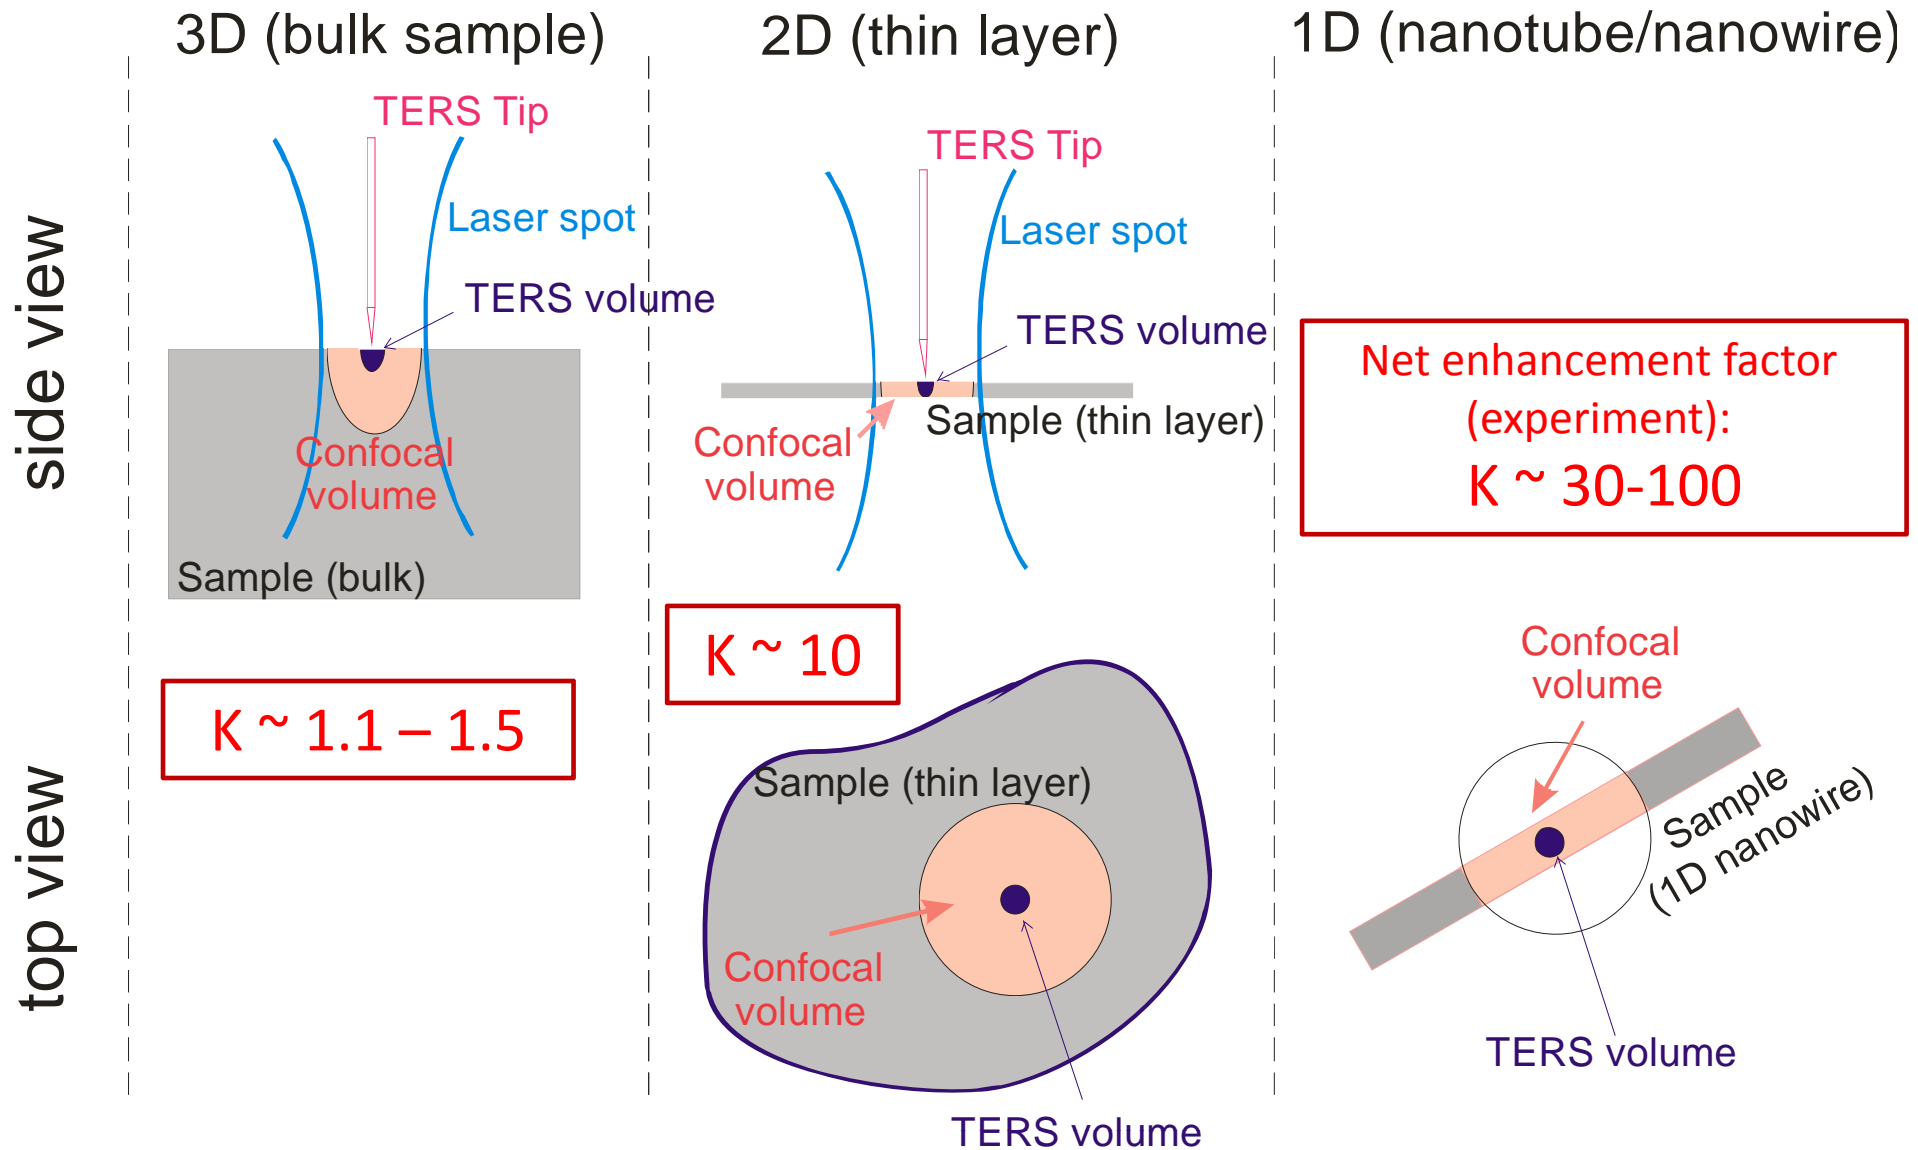 3D (bulk sample)
2D (thin layer)
1D (nanotube/nanowire)
side view
top view
TERS Tip
Laser spot
TERS volume
Confocal
volume
Sample (bulk)
K ~ 1.1 – 1.5
TERS Tip
Laser spot
TERS volume
Sample (thin layer)
Confocal
volume
K ~ 10
Sample (thin layer)
Confocal
volume
TERS volume
Net enhancement factor
(experiment):
K ~ 30-100
Confocal
volume
Sample
(1D nanowire)
TERS volume